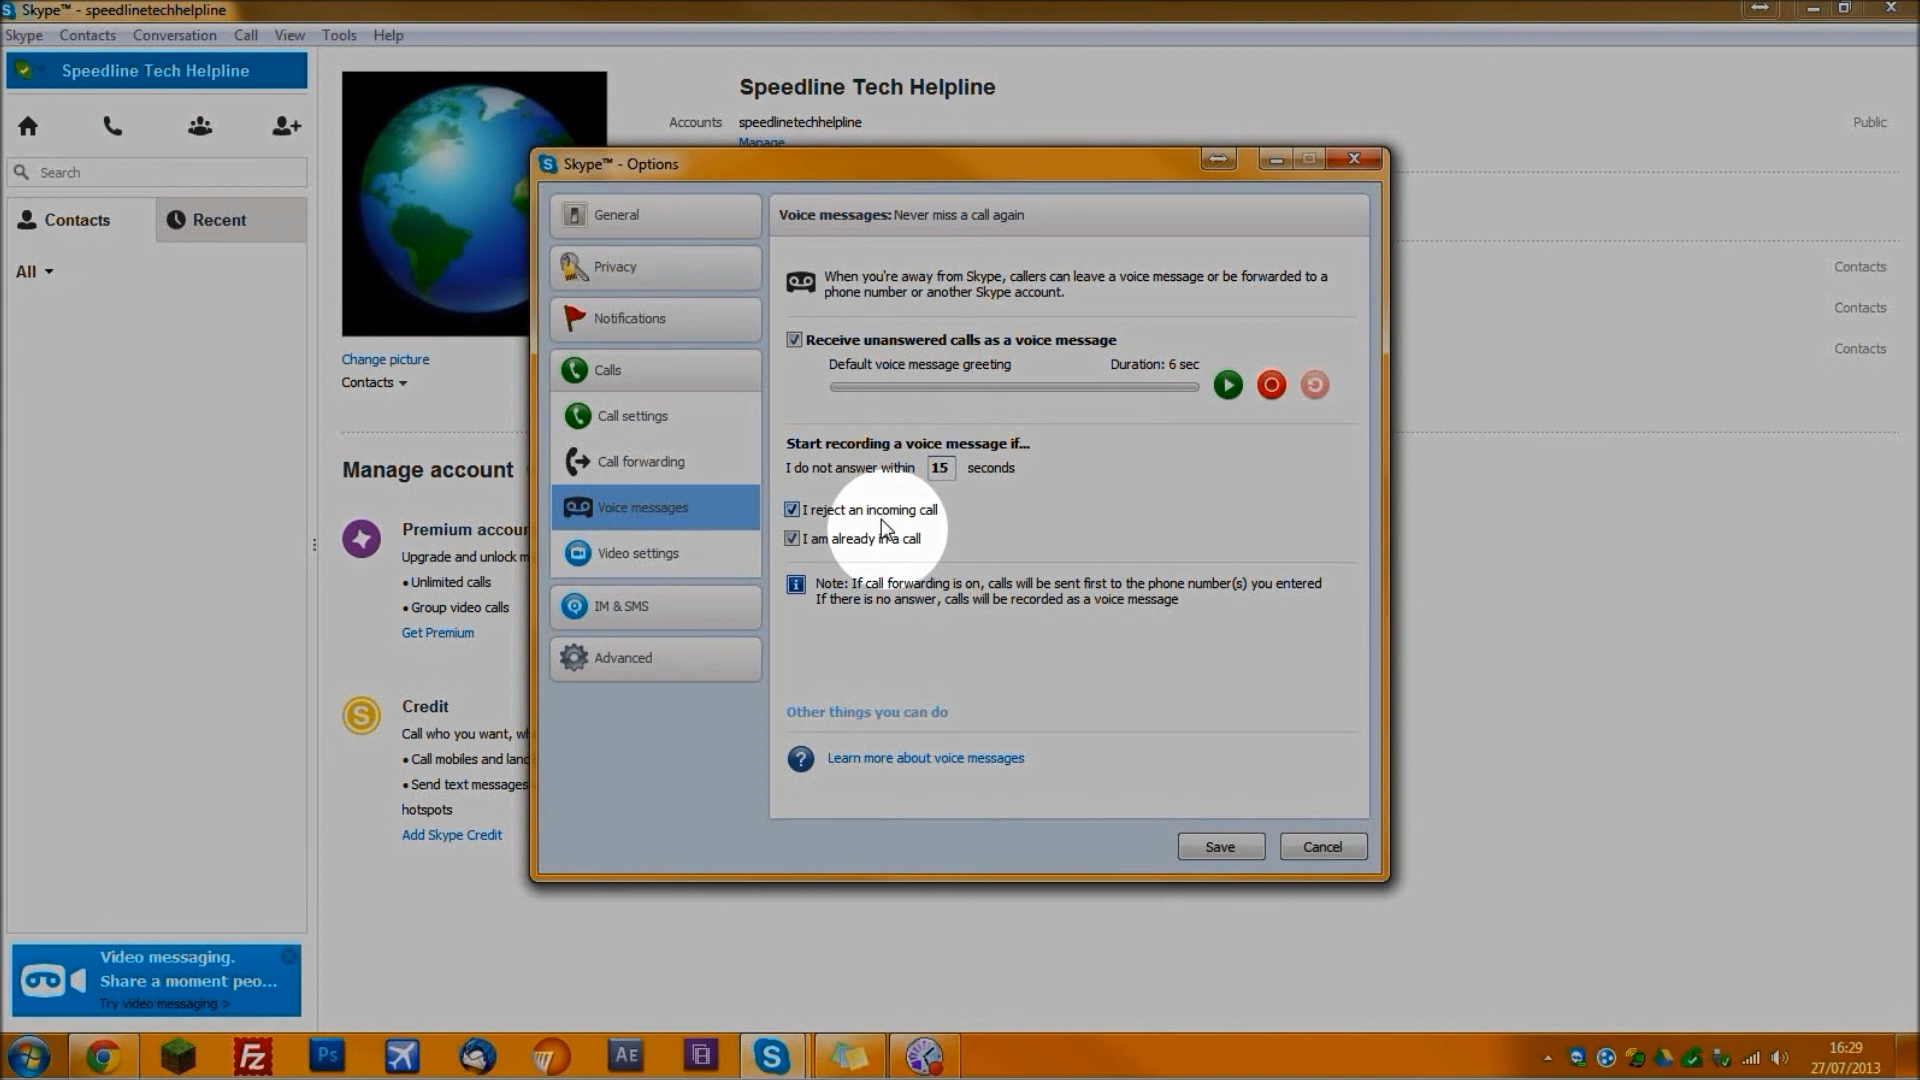 Skype™ - speedlinetechhelpline
Skype Contacts Conversation Call View Tools Help
Speedline Tech Helpline
Search
Contacts
Recent
All
Change picture
Contacts
Speedline Tech Helpline
Accounts speedlinetechhelpline Public
Manage
Contacts
Contacts
Contacts
Manage account
Premium accoun
Upgrade and unlock m
• Unlimited calls
• Group video calls
Get Premium
Credit
Call who you want, wh
• Call mobiles and land
• Send text messages
hotspots
Add Skype Credit
Video messaging.
Share a moment peo...
Try video messaging >
Skype™ - Options
General
Privacy
Notifications
Calls
Call settings
Call forwarding
Voice messages
Video settings
IM & SMS
Advanced
Voice messages: Never miss a call again
When you're away from Skype, callers can leave a voice message or be forwarded to a
phone number or another Skype account.
Receive unanswered calls as a voice message
Default voice message greeting Duration: 6 sec
Start recording a voice message if...
I do not answer within 15 seconds
I reject an incoming call
I am already in a call
Note: If call forwarding is on, calls will be sent first to the phone number(s) you entered
If there is no answer, calls will be recorded as a voice message
Other things you can do
Learn more about voice messages
Save Cancel
Fz Ps AE
16:29
27/07/2013